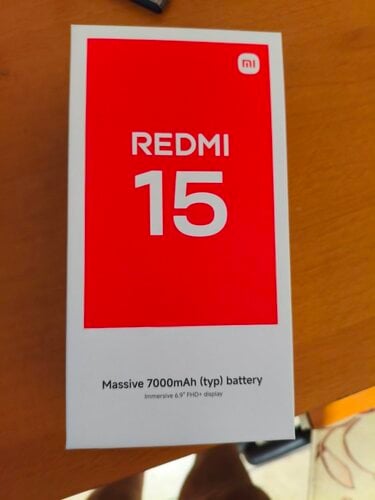 mi
REDMI
15
Massive 7000mAh (typ) battery
Immersive 6.9" FHD+ display